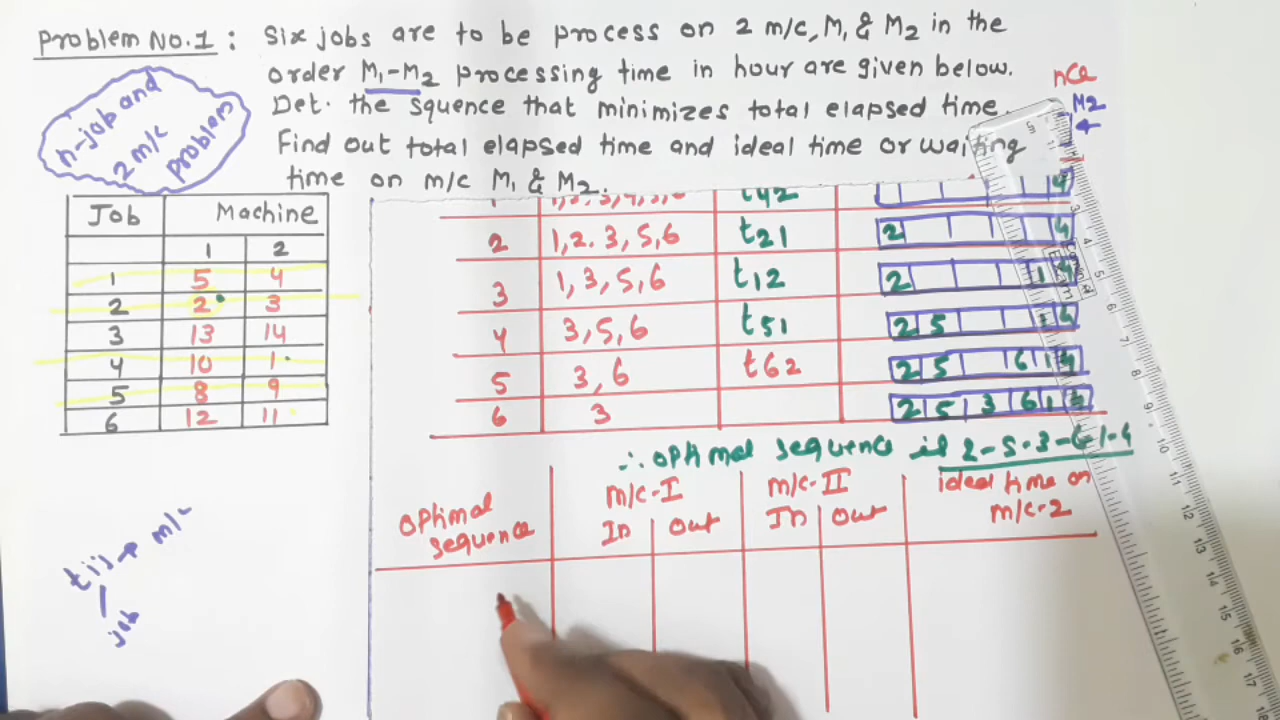 Problem No.1 : Six jobs are to be process on 2 m/c, M1 & M2 in the
order M1-M2 processing time in hour are given below.
Det. the squence that minimizes total elapsed time.
Find out total elapsed time and ideal time or waiting
time on m/c M1 & M2.
n-job and
2 m/c
problem
nce
M2
Job Machine
1 2
1 5 4
2 2 3
3 13 14
4 10 1
5 8 9
6 12 11
tij → m/c
job
t42 4
2 1,2.3,5,6 t21 2 4
3 1,3,5,6 t12 2 1 4
4 3,5,6 t51 2 5 1 4
5 3,6 t62 2 5 6 1 4
6 3 2 5 3 6 1 4
∴ optimal sequence is 2-5-3-6-1-4
optimal sequence m/c-I m/c-II ideal time on m/c-2
In out In out